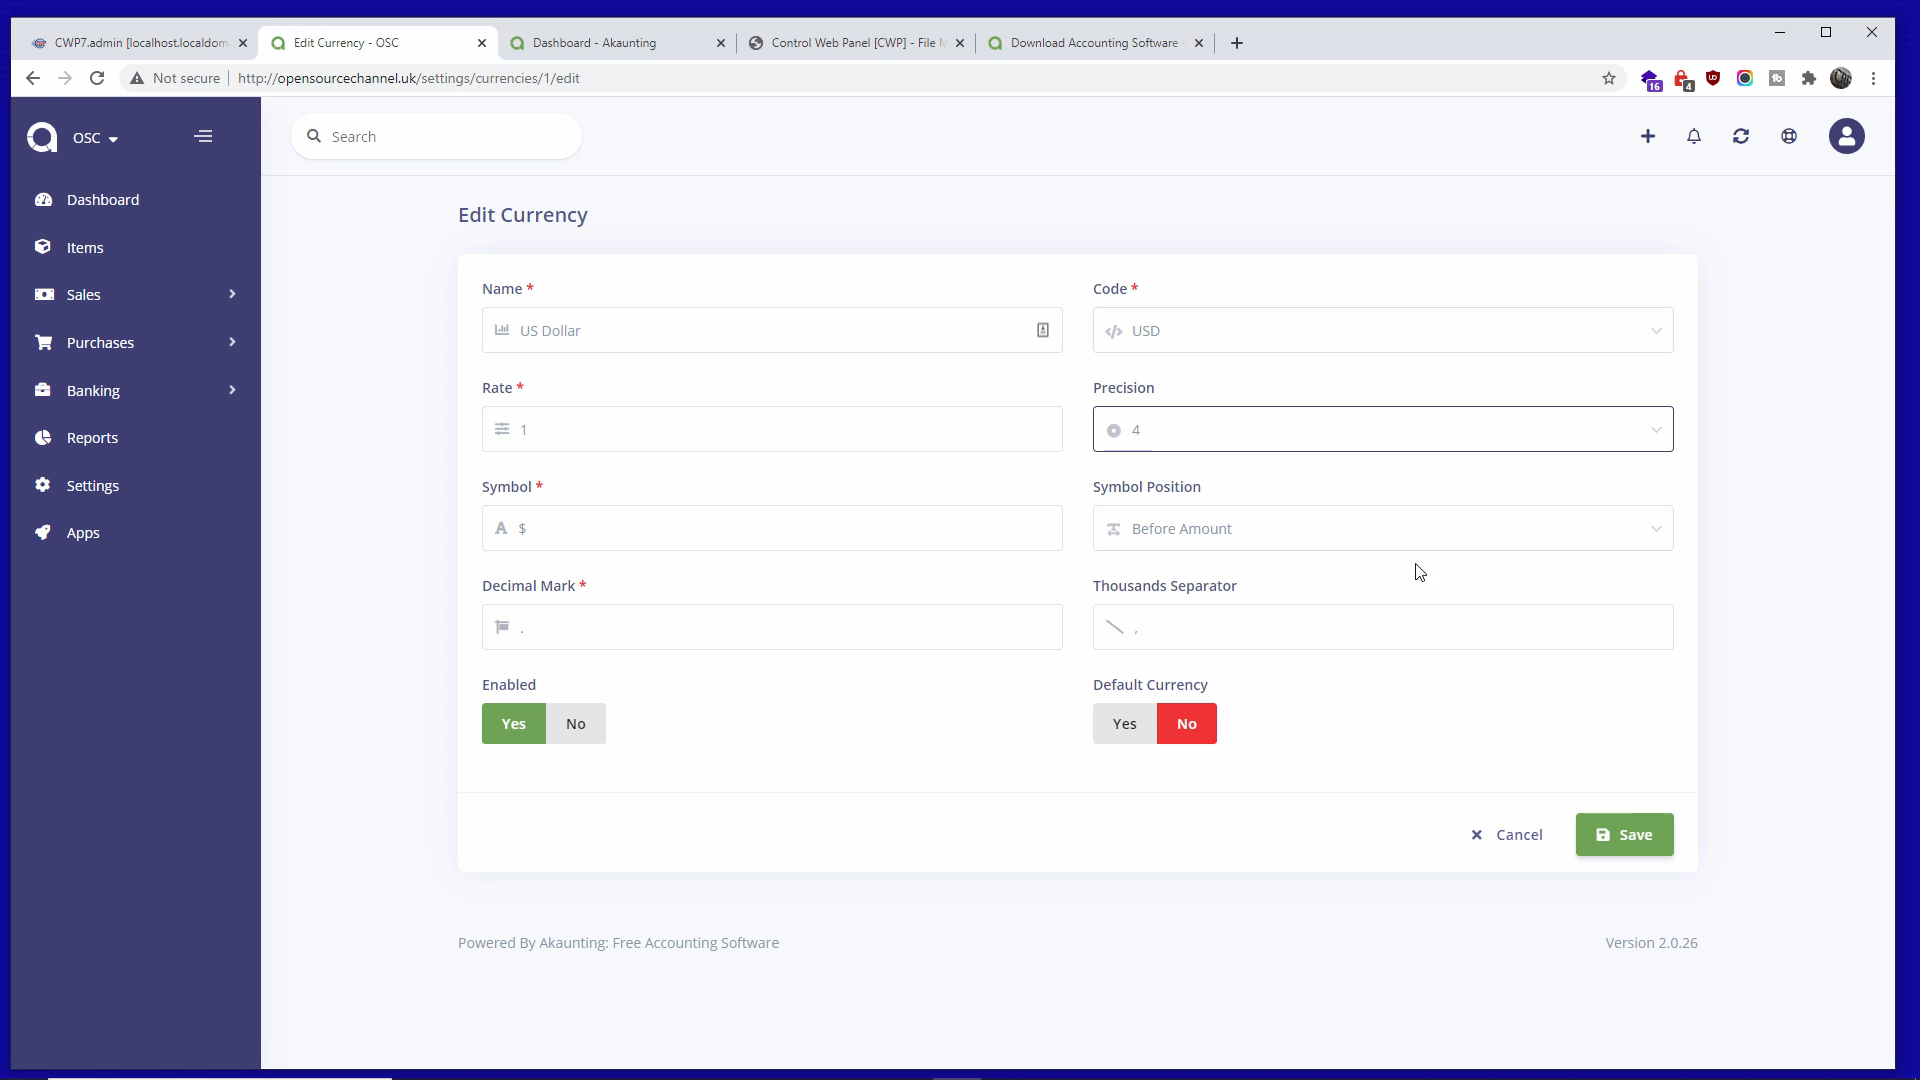 CWP7.admin [localhost.localdom
Edit Currency - OSC
Dashboard - Akaunting
Control Web Panel [CWP] - File M
Download Accounting Software -
Not secure
http://opensourcechannel.uk/settings/currencies/1/edit
16
4
OSC
Search
Dashboard
Items
Sales
Purchases
Banking
Reports
Settings
Apps
Edit Currency
Name *
US Dollar
Code *
USD
Rate *
1
Precision
4
Symbol *
$
Symbol Position
Before Amount
Decimal Mark *
.
Thousands Separator
,
Enabled
Yes No
Default Currency
Yes No
Cancel
Save
Powered By Akaunting: Free Accounting Software
Version 2.0.26